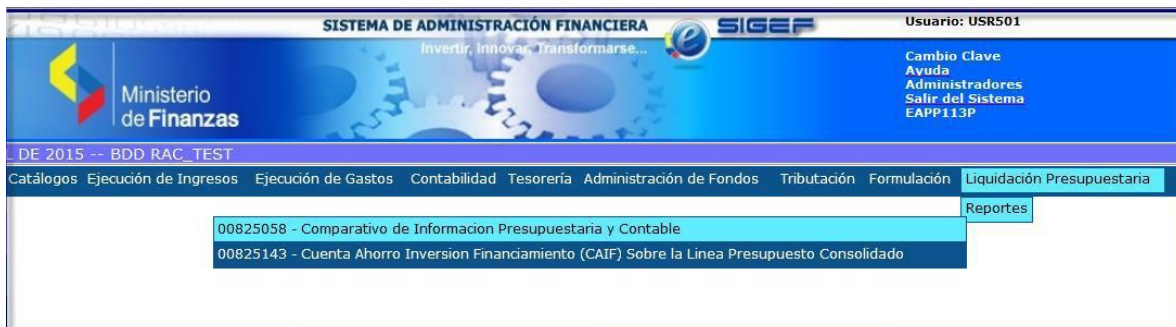 SISTEMA DE ADMINISTRACIÓN FINANCIERA
e SIGEF
Usuario: USR501
Invertir, Innovar, Transformarse...
Ministerio
de Finanzas
Cambio Clave
Ayuda
Administradores
Salir del Sistema
EAPP113P
DE 2015 -- BDD RAC_TEST
Catálogos Ejecución de Ingresos Ejecución de Gastos Contabilidad Tesorería Administración de Fondos Tributación Formulación Liquidación Presupuestaria
Reportes
00825058 - Comparativo de Informacion Presupuestaria y Contable
00825143 - Cuenta Ahorro Inversion Financiamiento (CAIF) Sobre la Linea Presupuesto Consolidado